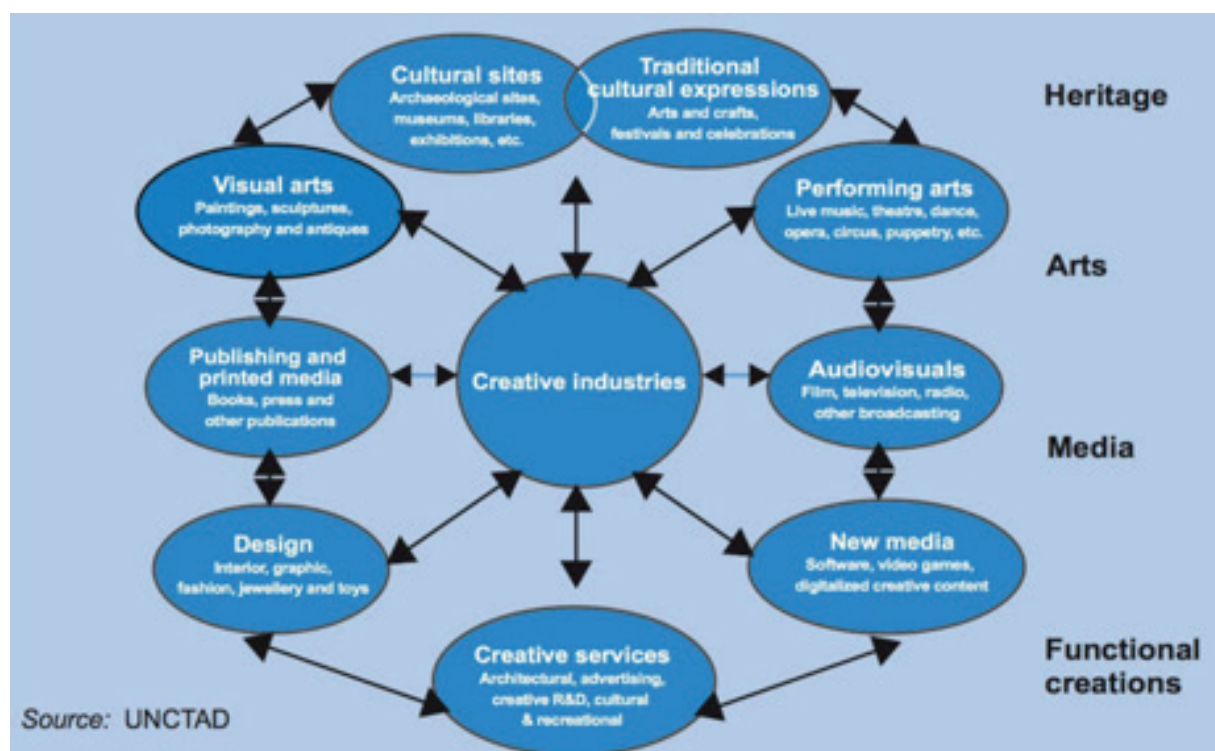 Cultural sites
Archaeological sites,
museums, libraries,
exhibitions, etc.
Traditional
cultural expressions
Arts and crafts,
festivals and celebrations
Heritage
Visual arts
Paintings, sculptures,
photography and antiques
Performing arts
Live music, theatre, dance,
opera, circus, puppetry, etc.
Arts
Publishing and
printed media
Books, press and
other publications
Creative industries
Audiovisuals
Film, television, radio,
other broadcasting
Media
Design
Interior, graphic,
fashion, jewellery and toys
New media
Software, video games,
digitalized creative content
Creative services
Architectural, advertising,
creative R&D, cultural
& recreational
Functional
creations
Source: UNCTAD